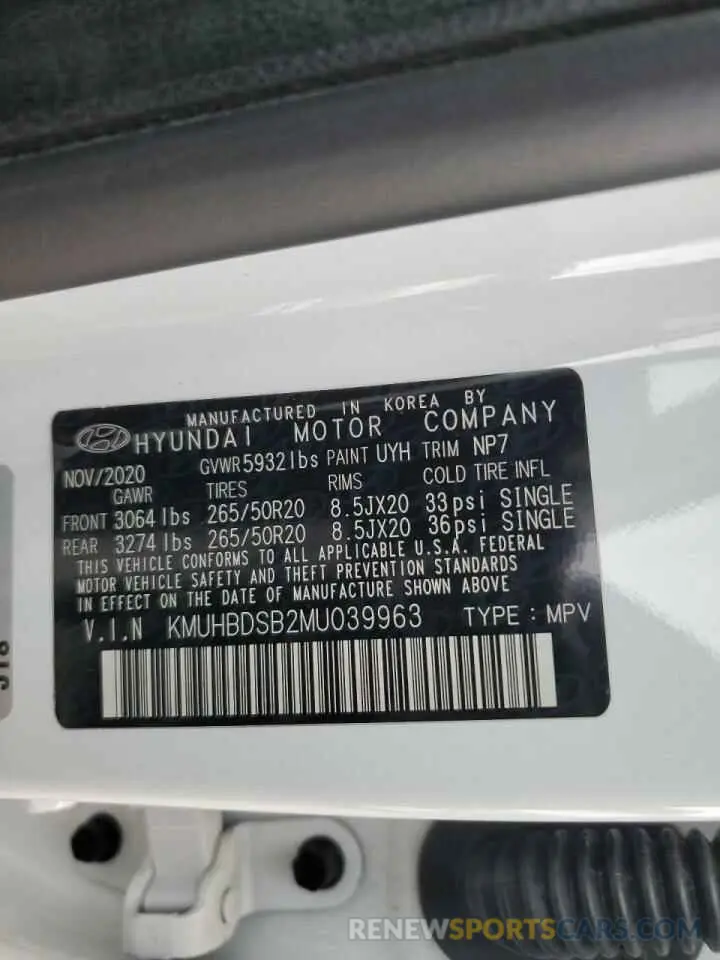 MANUFACTURED IN KOREA BY
HYUNDAI MOTOR COMPANY
NOV/2020 GVWR 5932lbs PAINT UYH TRIM NP7
GAWR TIRES RIMS COLD TIRE INFL
FRONT 3064lbs 265/50R20 8.5JX20 33psi SINGLE
REAR 3274lbs 265/50R20 8.5JX20 36psi SINGLE
THIS VEHICLE CONFORMS TO ALL APPLICABLE U.S.A. FEDERAL
MOTOR VEHICLE SAFETY AND THEFT PREVENTION STANDARDS
IN EFFECT ON THE DATE OF MANUFACTURE SHOWN ABOVE
V.I.N KMUHBDSB2MU039963 TYPE : MPV
RENEWSPORTSCARS.COM